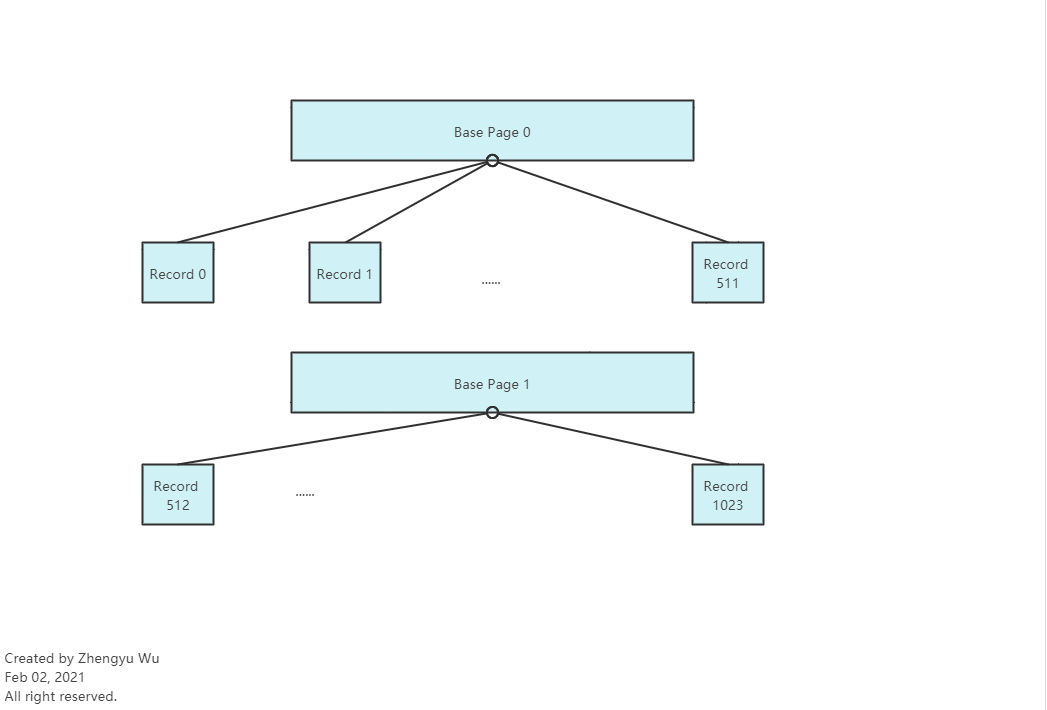 Base Page 0
Record 0
Record 1
......
Record
511
Base Page 1
Record
512
......
Record
1023
Created by Zhengyu Wu
Feb 02, 2021
All right reserved.